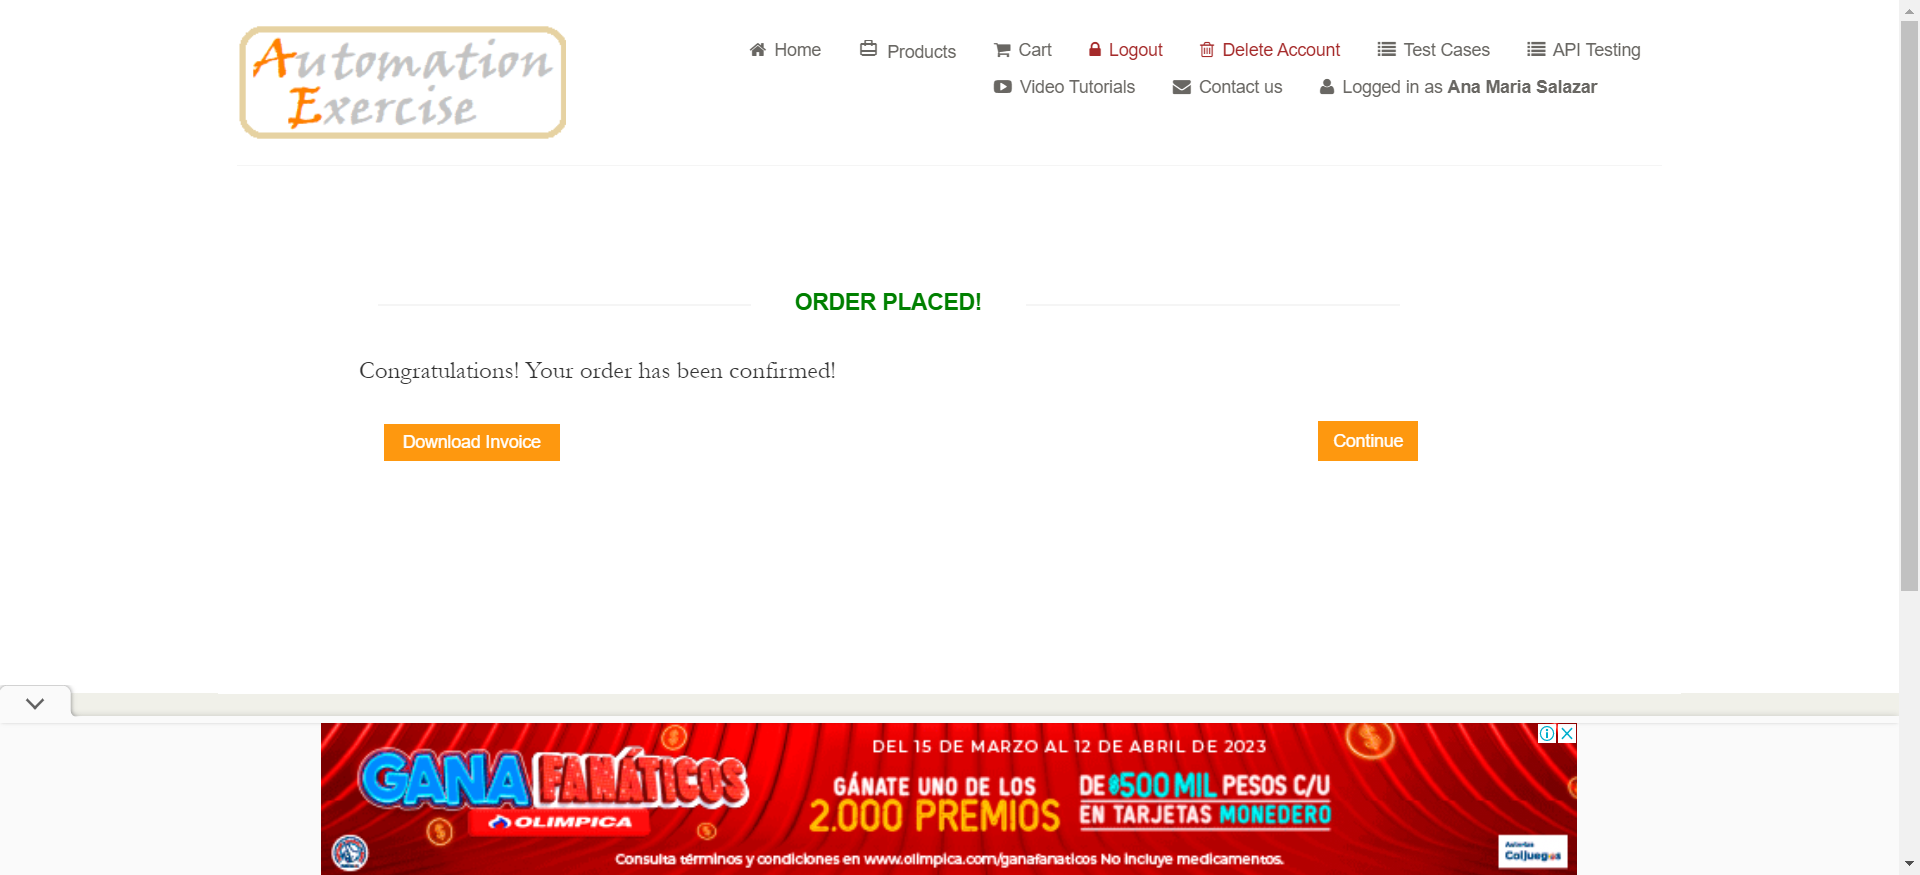 Automation
Exercise
Home Products Cart Logout Delete Account Test Cases API Testing
Video Tutorials Contact us Logged in as Ana Maria Salazar
ORDER PLACED!
Congratulations! Your order has been confirmed!
Download Invoice Continue
DEL 15 DE MARZO AL 12 DE ABRIL DE 2023
GANA FANÁTICOS
OLIMPICA
GÁNATE UNO DE LOS
2.000 PREMIOS
DE $500 MIL PESOS C/U
EN TARJETAS MONEDERO
Consulta términos y condiciones en www.olimpica.com/ganafanaticos No incluye medicamentos.
Autoriza
Coljuegos